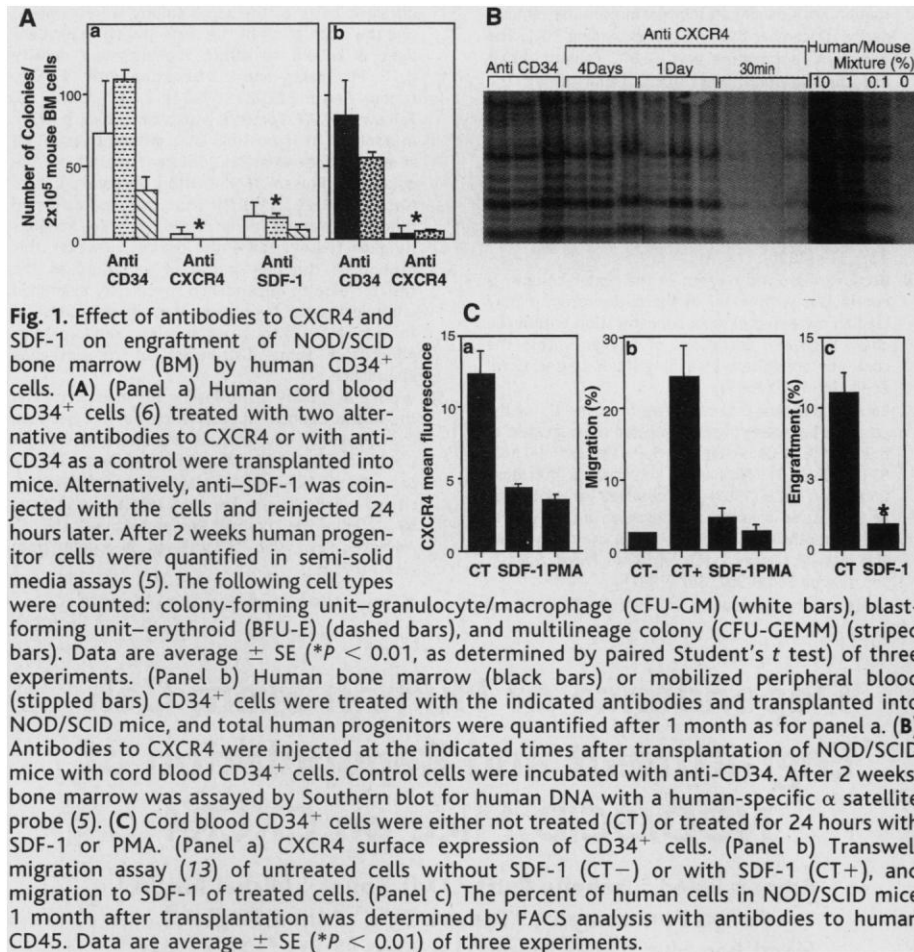 A
a
b
Number of Colonies/
2x10⁵ mouse BM cells
100
50
0
Anti
CD34
Anti
CXCR4
Anti
SDF-1
Anti
CD34
Anti
CXCR4
*
*
*
B
Anti CXCR4
Human/Mouse
Mixture (%)
Anti CD34 4Days 1Day 30min 10 1 0.1 0
Fig. 1. Effect of antibodies to CXCR4 and
SDF-1 on engraftment of NOD/SCID
bone marrow (BM) by human CD34+
cells. (A) (Panel a) Human cord blood
CD34+ cells (6) treated with two alter-
native antibodies to CXCR4 or with anti-
CD34 as a control were transplanted into
mice. Alternatively, anti–SDF-1 was coin-
jected with the cells and reinjected 24
hours later. After 2 weeks human progen-
itor cells were quantified in semi-solid
media assays (5). The following cell types
C
a
CXCR4 mean fluorescence
15
10
5
0
CT SDF-1 PMA
b
Migration (%)
30
20
10
0
CT- CT+ SDF-1 PMA
c
Engraftment (%)
15
3
1
0
*
CT SDF-1
were counted: colony-forming unit–granulocyte/macrophage (CFU-GM) (white bars), blast-
forming unit–erythroid (BFU-E) (dashed bars), and multilineage colony (CFU-GEMM) (striped
bars). Data are average ± SE (*P < 0.01, as determined by paired Student's t test) of three
experiments. (Panel b) Human bone marrow (black bars) or mobilized peripheral blood
(stippled bars) CD34+ cells were treated with the indicated antibodies and transplanted into
NOD/SCID mice, and total human progenitors were quantified after 1 month as for panel a. (B)
Antibodies to CXCR4 were injected at the indicated times after transplantation of NOD/SCID
mice with cord blood CD34+ cells. Control cells were incubated with anti-CD34. After 2 weeks
bone marrow was assayed by Southern blot for human DNA with a human-specific α satellite
probe (5). (C) Cord blood CD34+ cells were either not treated (CT) or treated for 24 hours with
SDF-1 or PMA. (Panel a) CXCR4 surface expression of CD34+ cells. (Panel b) Transwel
migration assay (13) of untreated cells without SDF-1 (CT−) or with SDF-1 (CT+), and
migration to SDF-1 of treated cells. (Panel c) The percent of human cells in NOD/SCID mice
1 month after transplantation was determined by FACS analysis with antibodies to human
CD45. Data are average ± SE (*P < 0.01) of three experiments.